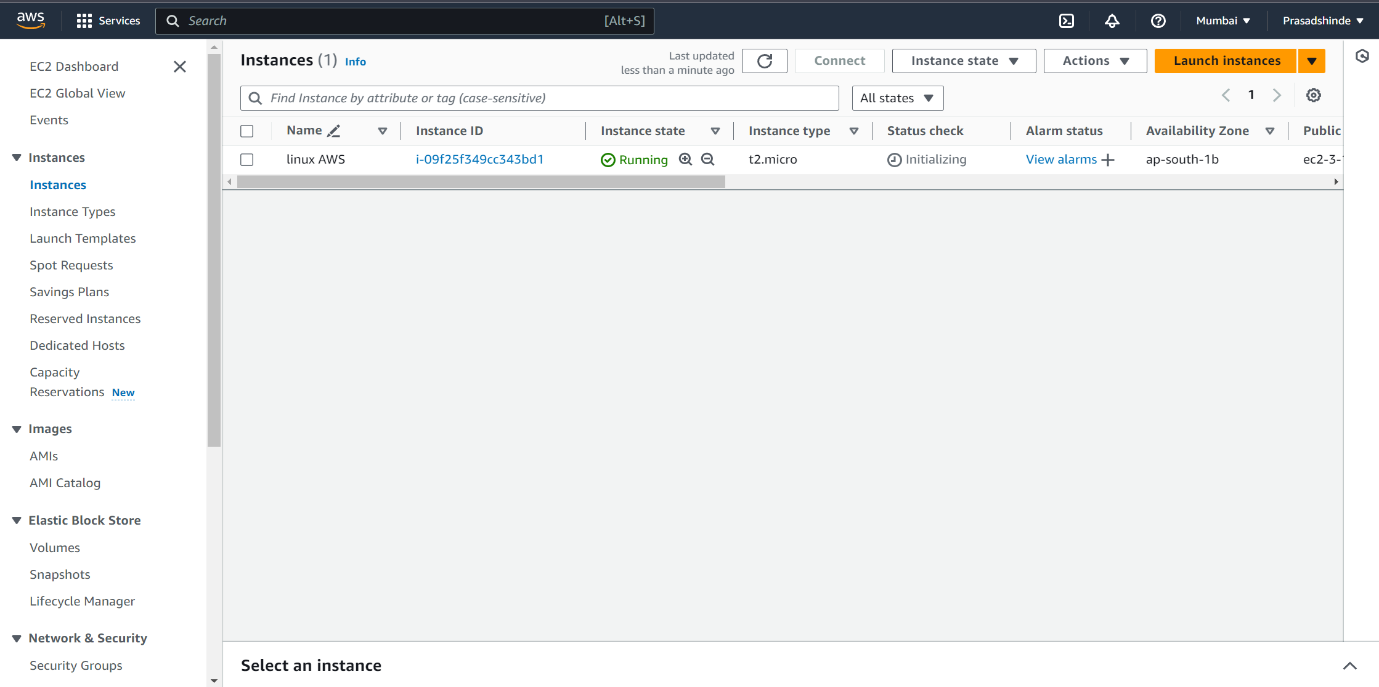 aws Services Search [Alt+S] Mumbai Prasadshinde
EC2 Dashboard
EC2 Global View
Events
Instances
Instances
Instance Types
Launch Templates
Spot Requests
Savings Plans
Reserved Instances
Dedicated Hosts
Capacity
Reservations New
Images
AMIs
AMI Catalog
Elastic Block Store
Volumes
Snapshots
Lifecycle Manager
Network & Security
Security Groups
Instances (1) Info
Last updated
less than a minute ago
Connect Instance state Actions Launch instances
Find Instance by attribute or tag (case-sensitive) All states 1
Name Instance ID Instance state Instance type Status check Alarm status Availability Zone Public
linux AWS i-09f25f349cc343bd1 Running t2.micro Initializing View alarms + ap-south-1b ec2-3-
Select an instance